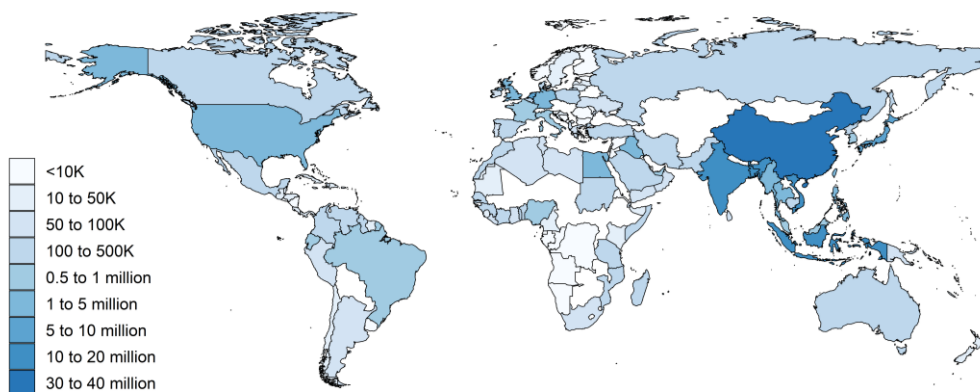 <10K
10 to 50K
50 to 100K
100 to 500K
0.5 to 1 million
1 to 5 million
5 to 10 million
10 to 20 million
30 to 40 million